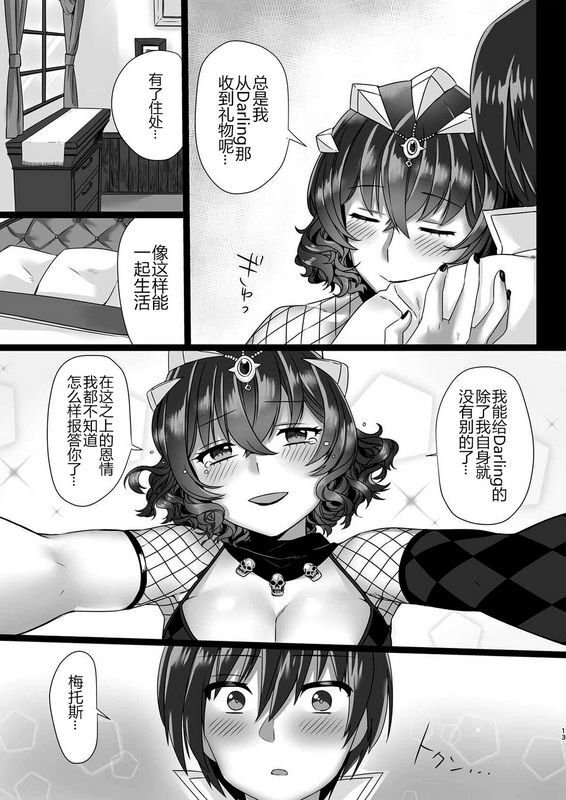 总是我
从Darling那
收到礼物呢…
有了住处…
像这样能
一起生活
ぎゅっ
我能给Darling的
除了我自身就
没有别的了…
在这之上的恩情
我都不知道
怎么样报答你了…
梅托斯…
トクン…
13